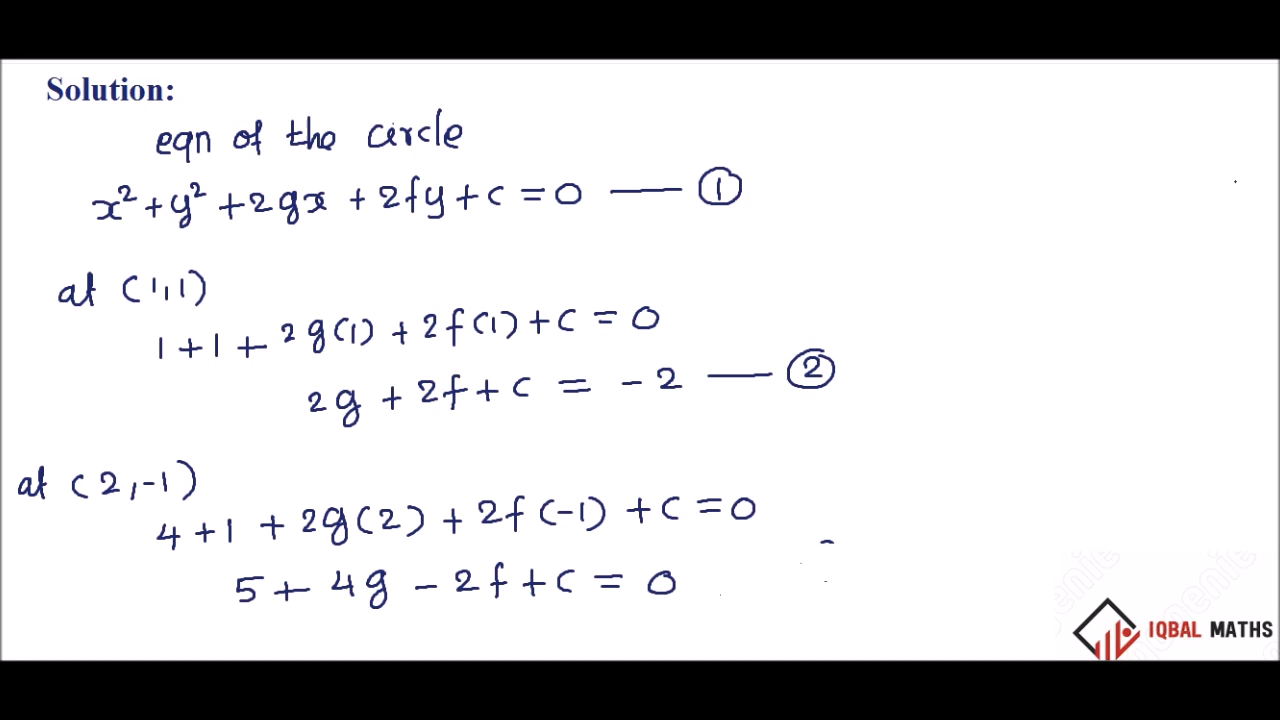 Solution:
eqn of the circle
x² + y² + 2gx + 2fy + c = 0 —— ①
at (1,1)
1 + 1 + 2g(1) + 2f(1) + c = 0
2g + 2f + c = - 2 —— ②
at (2,-1)
4 + 1 + 2g(2) + 2f(-1) + c = 0
5 + 4g - 2f + c = 0
IQBAL MATHS